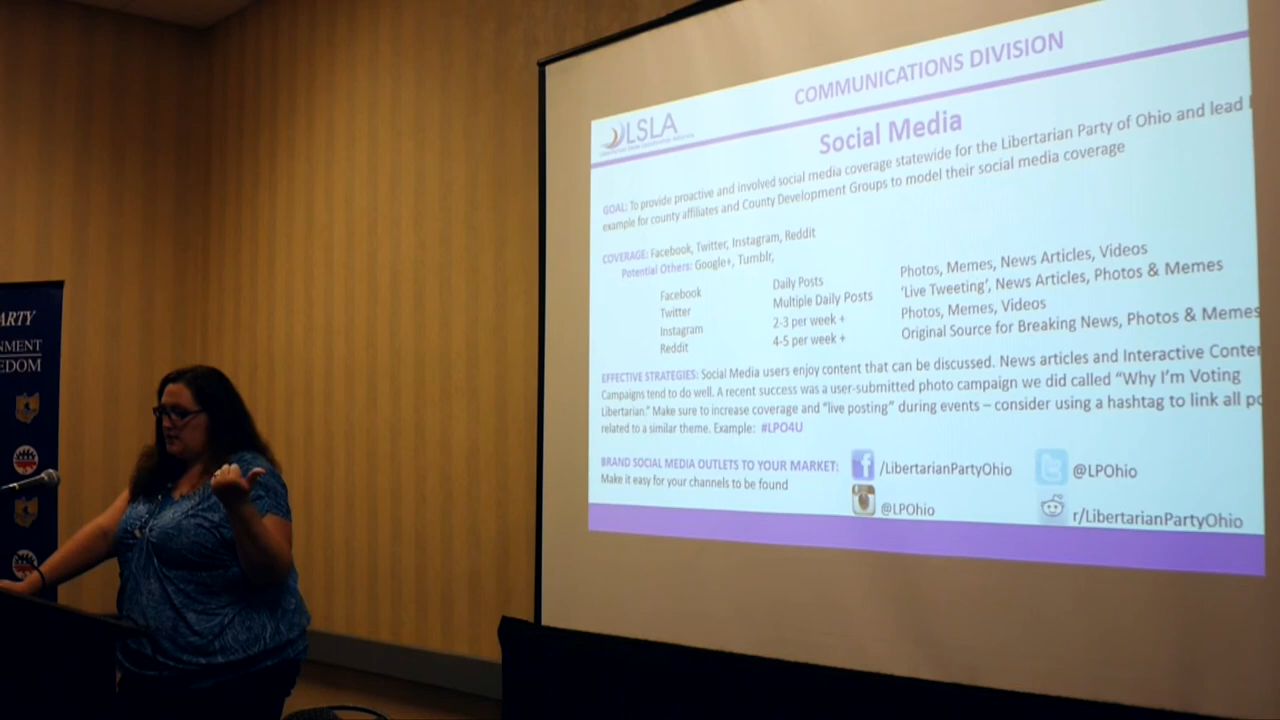 COMMUNICATIONS DIVISION
LSLA
Social Media
GOAL: To provide proactive and involved social media coverage statewide for the Libertarian Party of Ohio and lead
example for county affiliates and County Development Groups to model their social media coverage
COVERAGE: Facebook, Twitter, Instagram, Reddit
Potential Others: Google+, Tumblr,
Facebook Daily Posts Photos, Memes, News Articles, Videos
Twitter Multiple Daily Posts 'Live Tweeting', News Articles, Photos & Memes
Instagram 2-3 per week + Photos, Memes, Videos
Reddit 4-5 per week + Original Source for Breaking News, Photos & Memes
EFFECTIVE STRATEGIES: Social Media users enjoy content that can be discussed. News articles and Interactive Conten
Campaigns tend to do well. A recent success was a user-submitted photo campaign we did called "Why I'm Voting
Libertarian." Make sure to increase coverage and "live posting" during events – consider using a hashtag to link all po
related to a similar theme. Example: #LPO4U
BRAND SOCIAL MEDIA OUTLETS TO YOUR MARKET: /LibertarianPartyOhio @LPOhio
Make it easy for your channels to be found
@LPOhio r/LibertarianPartyOhio
ARTY
NMENT
EDOM